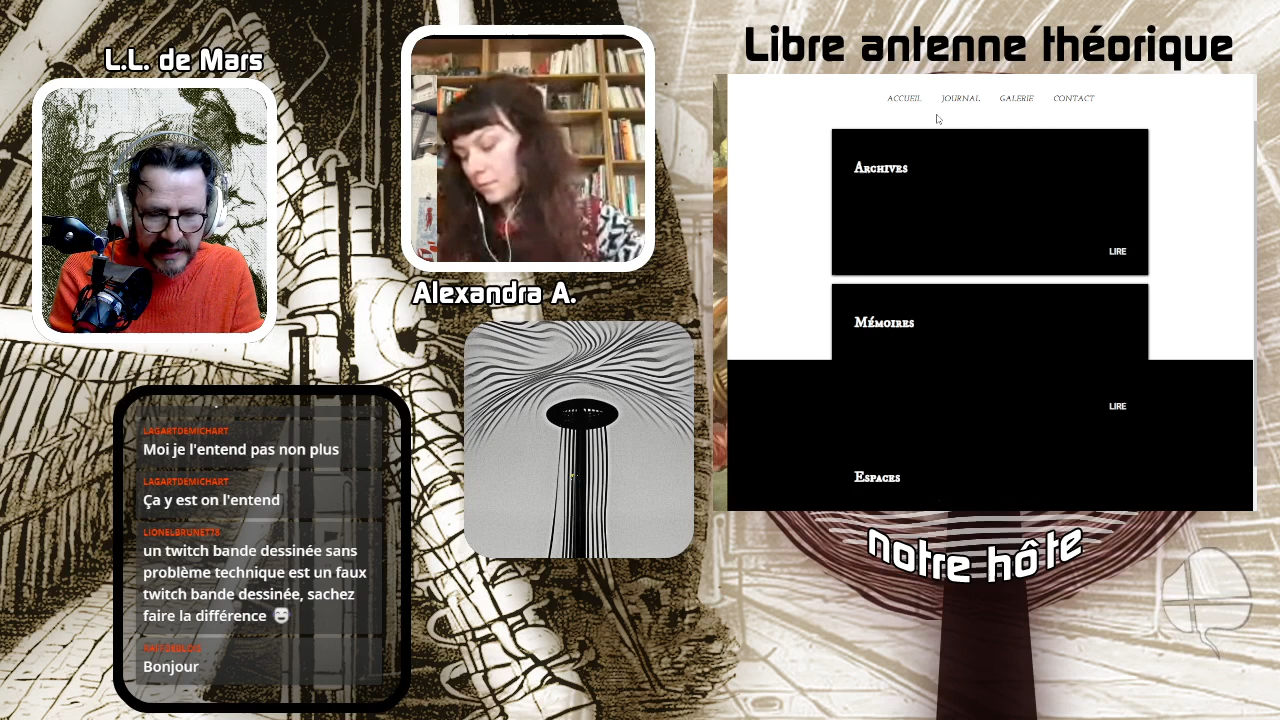 L.L. de Mars
Alexandra A.
Libre antenne théorique
ACCUEIL JOURNAL GALERIE CONTACT
Archives
LIRE
Mémoires
LIRE
Espaces
notre hôte
LAGARTDEMICHART
Moi je l'entend pas non plus
LAGARTDEMICHART
Ça y est on l'entend
LIONELBRUNET78
un twitch bande dessinée sans
problème technique est un faux
twitch bande dessinée, sachez
faire la différence
Bonjour